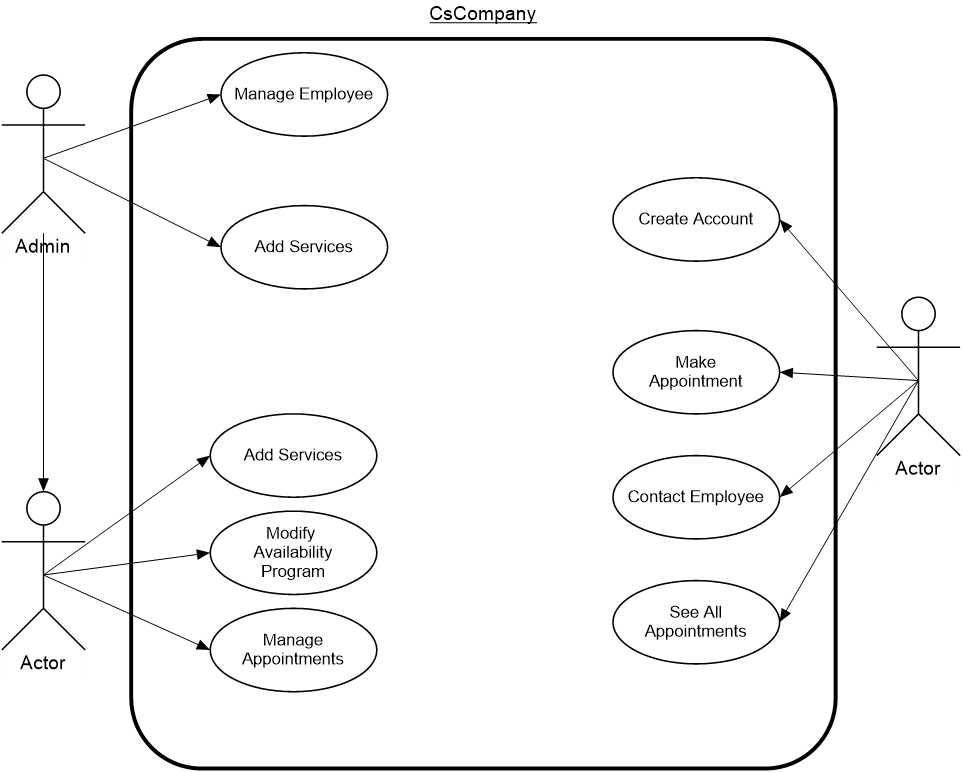 CsCompany
Manage Employee
Admin
Add Services
Create Account
Make
Appointment
Actor
Add Services
Contact Employee
Modify
Availability
Program
Manage
Appointments
See All
Appointments
Actor